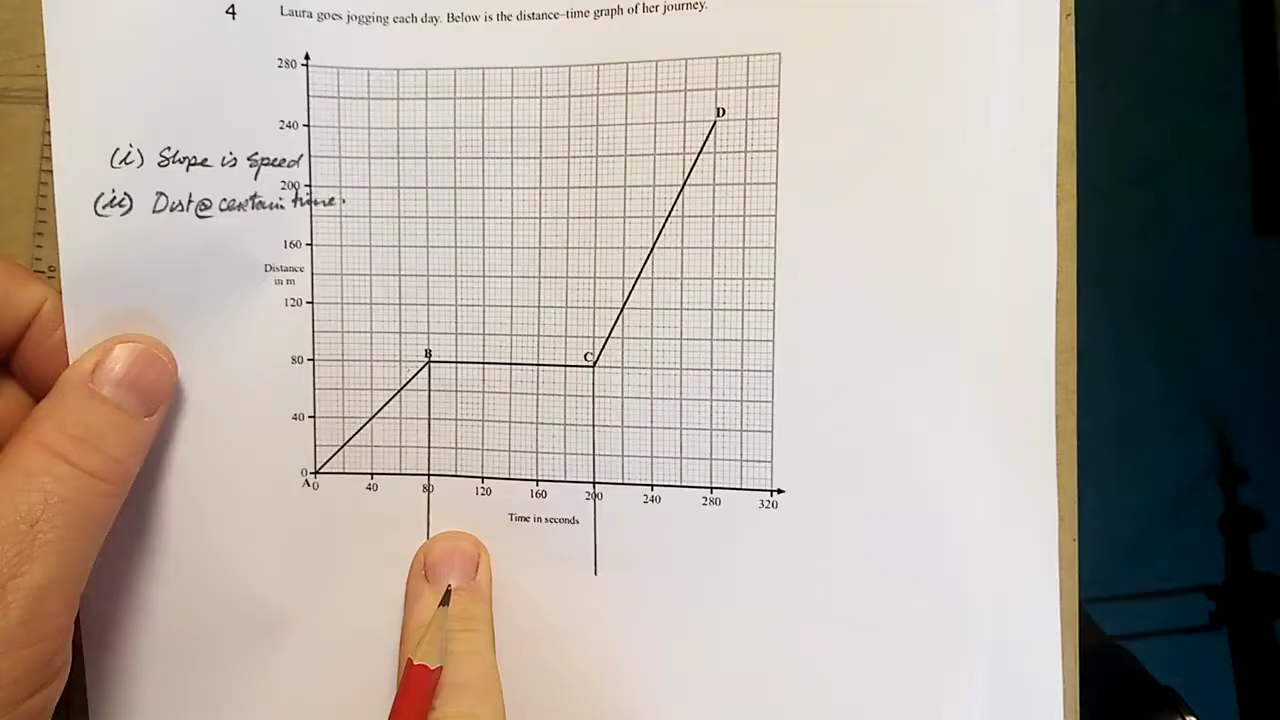 4 Laura goes jogging each day. Below is the distance–time graph of her journey.
280
240
(i) Slope is speed
200
(ii) Dist@ certain time.
160
Distance
in m
120
80
40
0
A
B
C
D
0 40 80 120 160 200 240 280 320
Time in seconds
10